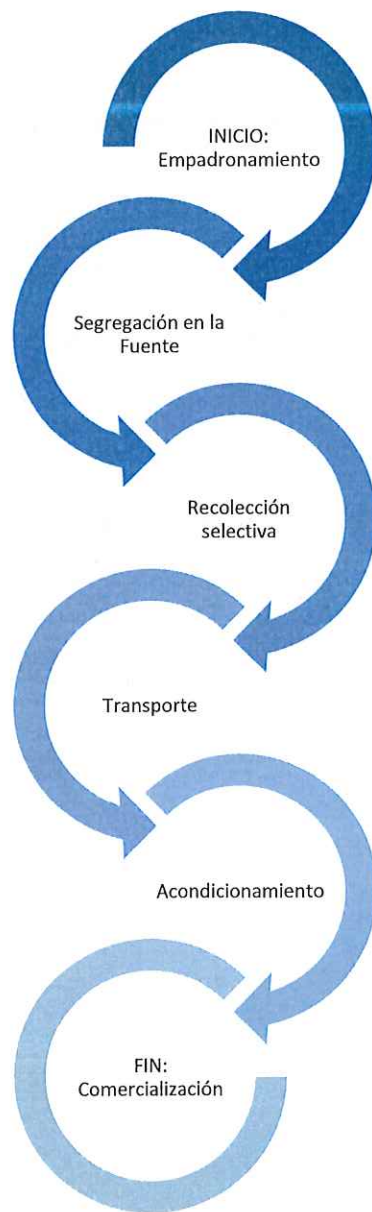 INICIO:
Empadronamiento
Segregación en la
Fuente
Recolección
selectiva
Transporte
Acondicionamiento
FIN:
Comercialización